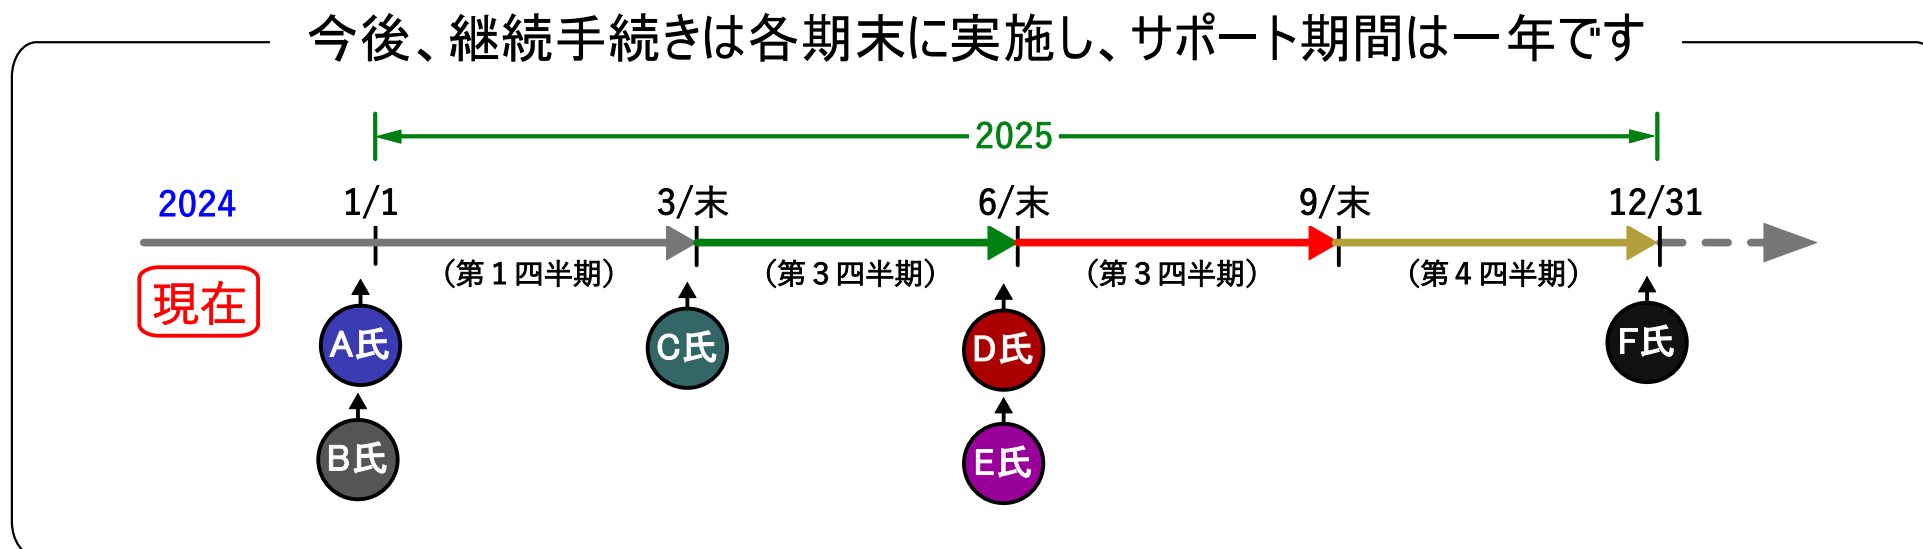 今後、継続手続きは各期末に実施し、サポート期間は一年です
2025
2024
1/1
3/末
6/末
9/末
12/31
(第1四半期)
(第3四半期)
(第3四半期)
(第4四半期)
現在
A氏
C氏
D氏
F氏
B氏
E氏